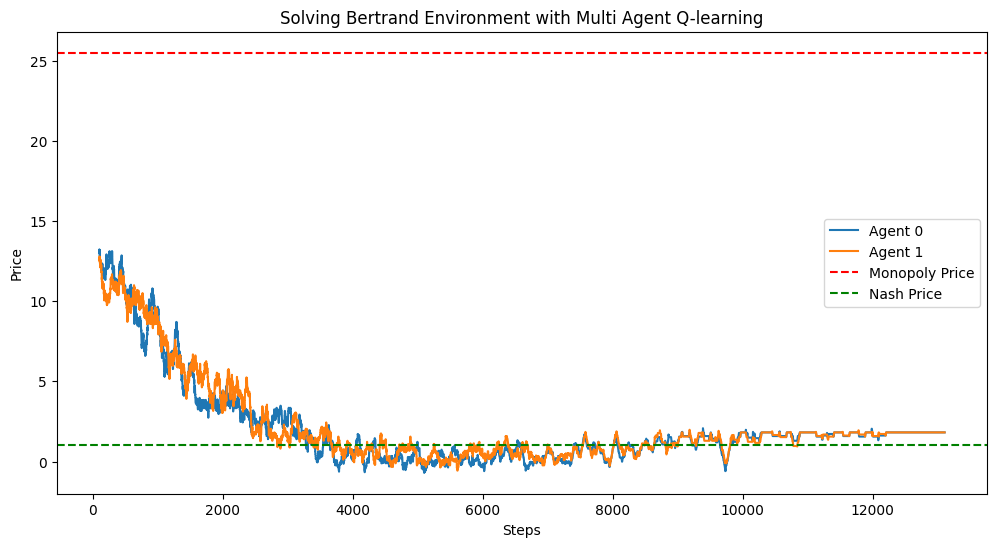 Solving Bertrand Environment with Multi Agent Q-learning
Price
25
20
15
10
5
0
Agent 0
Agent 1
Monopoly Price
Nash Price
0 2000 4000 6000 8000 10000 12000
Steps